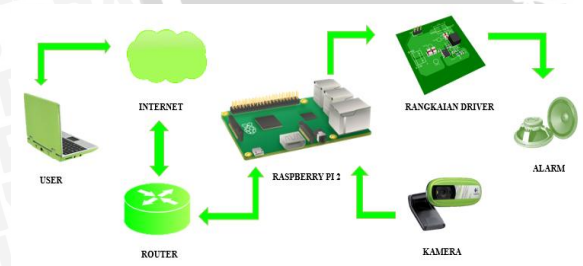 INTERNET
RANGKAIAN DRIVER
USER
RASPBERRY PI 2
ALARM
ROUTER
KAMERA